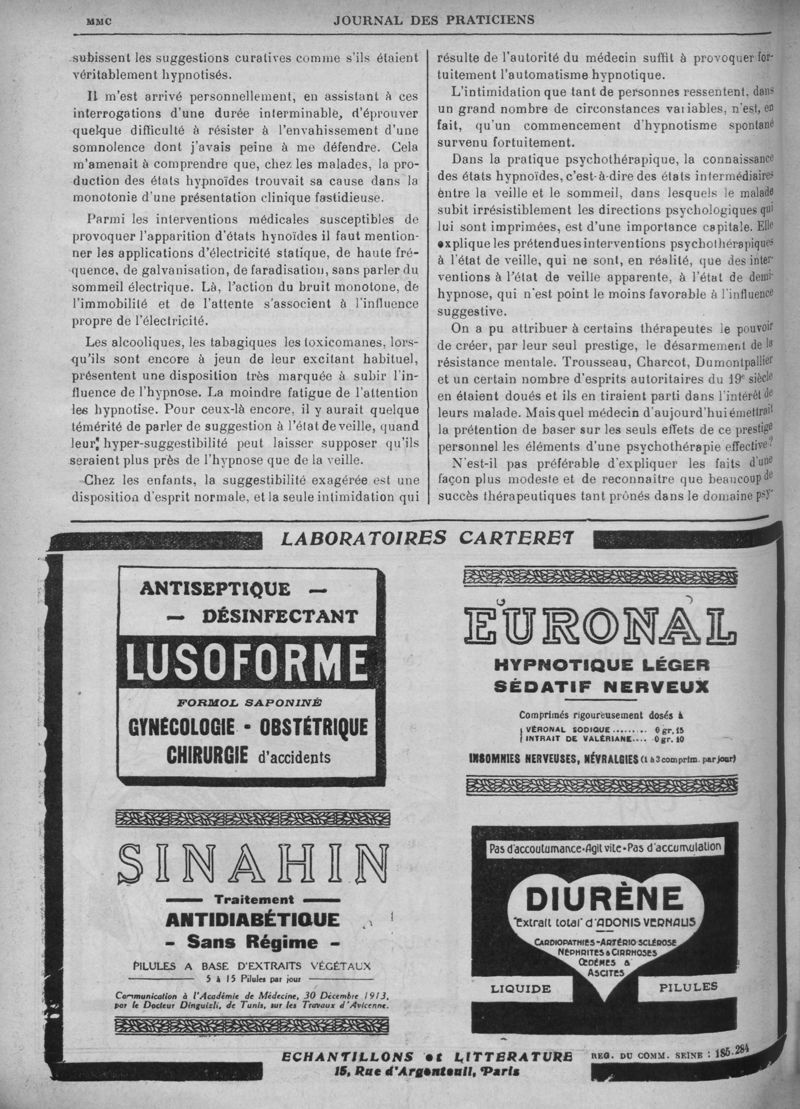 MMC
JOURNAL DES PRATICIENS
subissent les suggestions curatives comme s'ils étaient
véritablement hypnotisés.
Il m'est arrivé personnellement, en assistant à ces
interrogations d'une durée interminable, d'éprouver
quelque difficulté à résister à l'envahissement d'une
somnolence dont j'avais peine à me défendre. Cela
m'amenait à comprendre que, chez les malades, la pro-
duction des états hypnoïdes trouvait sa cause dans la
monotonie d'une présentation clinique fastidieuse.
Parmi les interventions médicales susceptibles de
provoquer l'apparition d'états hynoïdes il faut mention-
ner les applications d'électricité statique, de haute fré-
quence, de galvanisation, de faradisation, sans parler du
sommeil électrique. Là, l'action du bruit monotone, de
l'immobilité et de l'attente s'associent à l'influence
propre de l'électricité.
Les alcooliques, les tabagiques les toxicomanes, lors-
qu'ils sont encore à jeun de leur excitant habituel,
présentent une disposition très marquée à subir l'in-
fluence de l'hypnose. La moindre fatigue de l'attention
les hypnotise. Pour ceux-là encore, il y aurait quelque
témérité de parler de suggestion à l'état de veille, quand
leur hyper-suggestibilité peut laisser supposer qu'ils
seraient plus près de l'hypnose que de la veille.
Chez les enfants, la suggestibilité exagérée est une
disposition d'esprit normale, et la seule intimidation qui
résulte de l'autorité du médecin suffit à provoquer for-
tuitement l'automatisme hypnotique.
L'intimidation que tant de personnes ressentent, dans
un grand nombre de circonstances variables, n'est, en
fait, qu'un commencement d'hypnotisme spontané
survenu fortuitement.
Dans la pratique psychothérapique, la connaissance
des états hypnoïdes, c'est-à-dire des états intermédiaires
entre la veille et le sommeil, dans lesquels le malade
subit irrésistiblement les directions psychologiques qui
lui sont imprimées, est d'une importance capitale. Elle
explique les prétendues interventions psychothérapiques
à l'état de veille, qui ne sont, en réalité, que des inter-
ventions à l'état de veille apparente, à l'état de demi-
hypnose, qui n'est point le moins favorable à l'influence
suggestive.
On a pu attribuer à certains thérapeutes le pouvoir
de créer, par leur seul prestige, le désarmement de la
résistance mentale. Trousseau, Charcot, Dumontpallier
et un certain nombre d'esprits autoritaires du 19e siècle
en étaient doués et ils en tiraient parti dans l'intérêt de
leurs malade. Mais quel médecin d'aujourd'hui émettrait
la prétention de baser sur les seuls effets de ce prestige
personnel les éléments d'une psychothérapie effective?
N'est-il pas préférable d'expliquer les faits d'une
façon plus modeste et de reconnaitre que beaucoup de
succès thérapeutiques tant prônés dans le domaine psy-
LABORATOIRES CARTERET
ANTISEPTIQUE —
— DÉSINFECTANT
LUSOFORME
FORMOL SAPONINÉ
GYNÉCOLOGIE - OBSTÉTRIQUE
CHIRURGIE d'accidents
EURONAL
HYPNOTIQUE LÉGER
SÉDATIF NERVEUX
Comprimés rigoureusement dosés à
VÉRONAL SODIQUE......... 0 gr. 15
INTRAIT DE VALÉRIANE.... 0 gr. 10
INSOMNIES NERVEUSES, NÉVRALGIES (1 à 3 comprim. par jour)
SINAHIN
Traitement
ANTIDIABÉTIQUE
- Sans Régime -
PILULES A BASE D'EXTRAITS VÉGÉTAUX
5 à 15 Pilules par jour
Communication à l'Académie de Médecine, 30 Décembre 1913,
par le Docteur Dinguizli, de Tunis, sur les Travaux d'Avicenne.
Pas d'accoutumance-Agit vite-Pas d'accumulation
DIURÈNE
"Extrait total" d'ADONIS VERNALIS
CARDIOPATHIES-ARTÉRIO SCLÉROSE
NÉPHRITES & CIRRHOSES
ŒDÈMES &
ASCITES
LIQUIDE
PILULES
ECHANTILLONS et LITTÉRATURE
15, Rue d'Argenteuil, Paris
REG. DU COMM. SEINE : 185.284